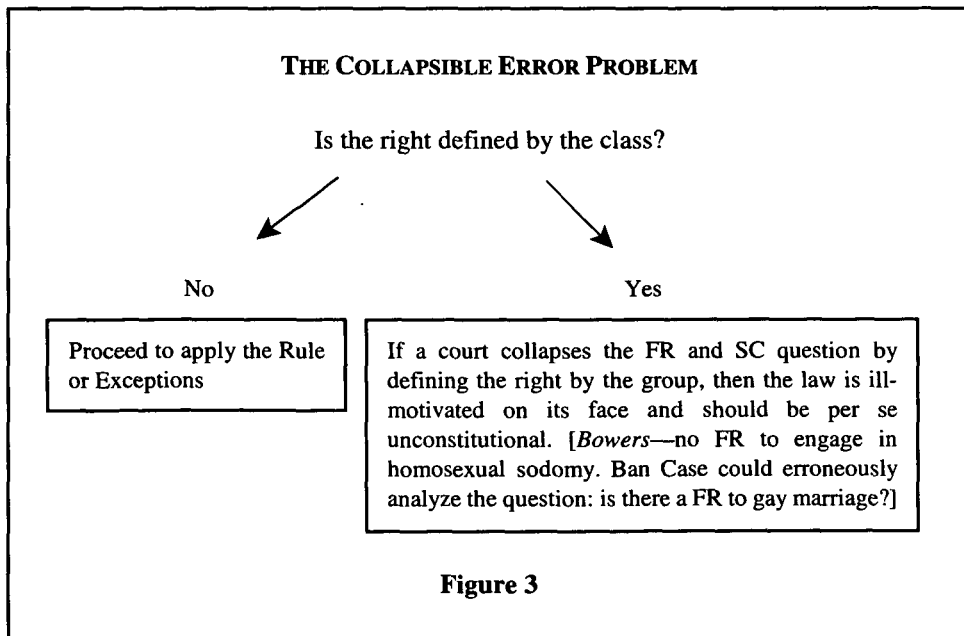 THE COLLAPSIBLE ERROR PROBLEM
Is the right defined by the class?
No
Proceed to apply the Rule
or Exceptions
Yes
If a court collapses the FR and SC question by
defining the right by the group, then the law is ill-
motivated on its face and should be per se
unconstitutional. [Bowers—no FR to engage in
homosexual sodomy. Ban Case could erroneously
analyze the question: is there a FR to gay marriage?]
Figure 3